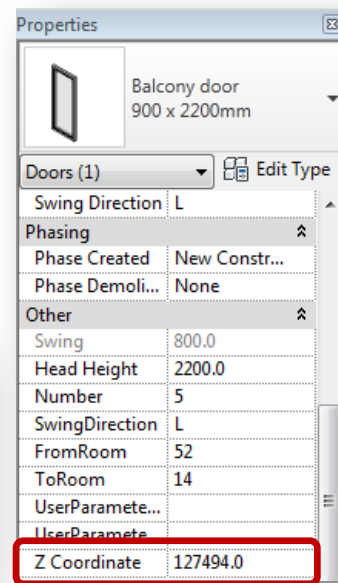 Properties
Balcony door
900 x 2200mm
Doors (1) Edit Type
Swing Direction L
Phasing
Phase Created New Constr...
Phase Demoli... None
Other
Swing 800.0
Head Height 2200.0
Number 5
SwingDirection L
FromRoom 52
ToRoom 14
UserParamete...
UserParamete...
Z Coordinate 127494.0